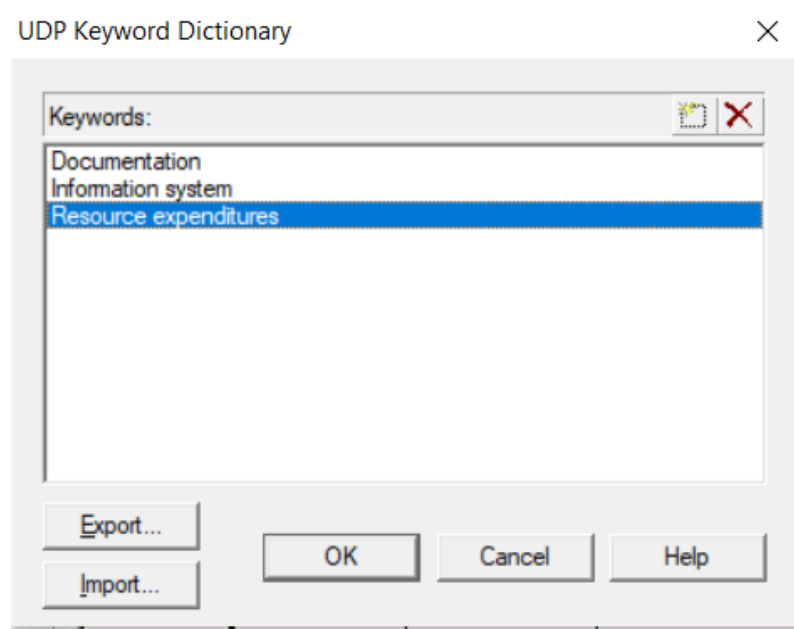 UDP Keyword Dictionary
Keywords:
Documentation
Information system
Resource expenditures
Export...
OK
Cancel
Help
Import...